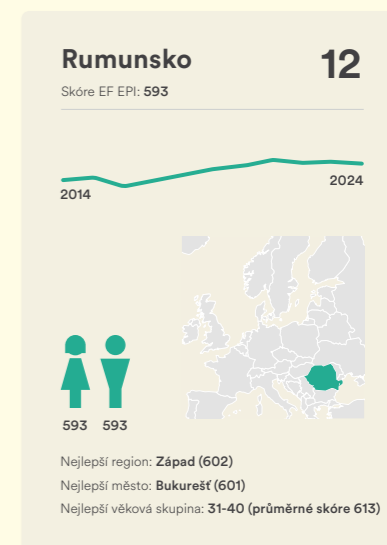 Rumunsko 12
Skóre EF EPI: 593
2014
2024
593 593
Nejlepší region: Západ (602)
Nejlepší město: Bukurešť (601)
Nejlepší věková skupina: 31-40 (průměrné skóre 613)